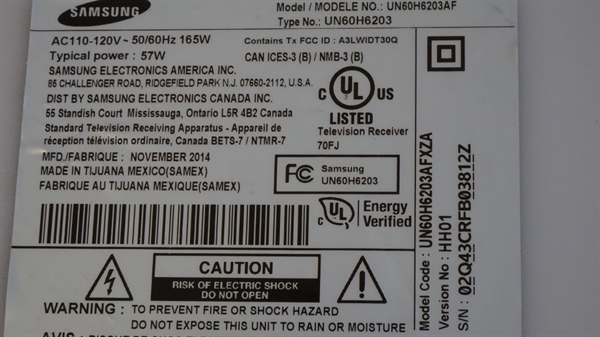 SAMSUNG
Model / MODELE NO. : UN60H6203AF
Type No. : UN60H6203
AC110-120V~ 50/60Hz 165W
Contains Tx FCC ID : A3LWIDT30Q
Typical power : 57W
CAN ICES-3 (B) / NMB-3 (B)
SAMSUNG ELECTRONICS AMERICA INC.
85 CHALLENGER ROAD, RIDGEFIELD PARK N.J. 07660-2112, U.S.A.
DIST BY SAMSUNG ELECTRONICS CANADA INC.
55 Standish Court Mississauga, Ontario L5R 4B2 Canada
Standard Television Receiving Apparatus - Appareil de
réception télévision ordinaire, Canada BETS-7 / NTMR-7
c UL US
LISTED
Television Receiver
70FJ
MFD./FABRIQUE : NOVEMBER 2014
MADE IN TIJUANA MEXICO(SAMEX)
FABRIQUE AU TIJANA MEXIQUE(SAMEX)
FC Samsung
UN60H6203
UL Energy
Verified
CAUTION
RISK OF ELECTRIC SHOCK
DO NOT OPEN
WARNING : TO PREVENT FIRE OR SHOCK HAZARD
DO NOT EXPOSE THIS UNIT TO RAIN OR MOISTURE
AVIS :
Model Code : UN60H6203AFXZA
Version No : HH01
S/N : 02Q43CRFB03812Z